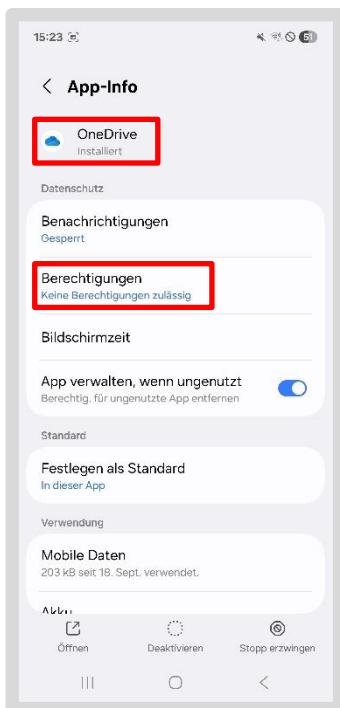 15:23
51
App-Info
OneDrive
Installiert
Datenschutz
Benachrichtigungen
Gesperrt
Berechtigungen
Keine Berechtigungen zulässig
Bildschirmzeit
App verwalten, wenn ungenutzt
Berechtig. für ungenutzte App entfernen
Standard
Festlegen als Standard
In dieser App
Verwendung
Mobile Daten
203 kB seit 18. Sept. verwendet.
Akku
Öffnen Deaktivieren Stopp erzwingen